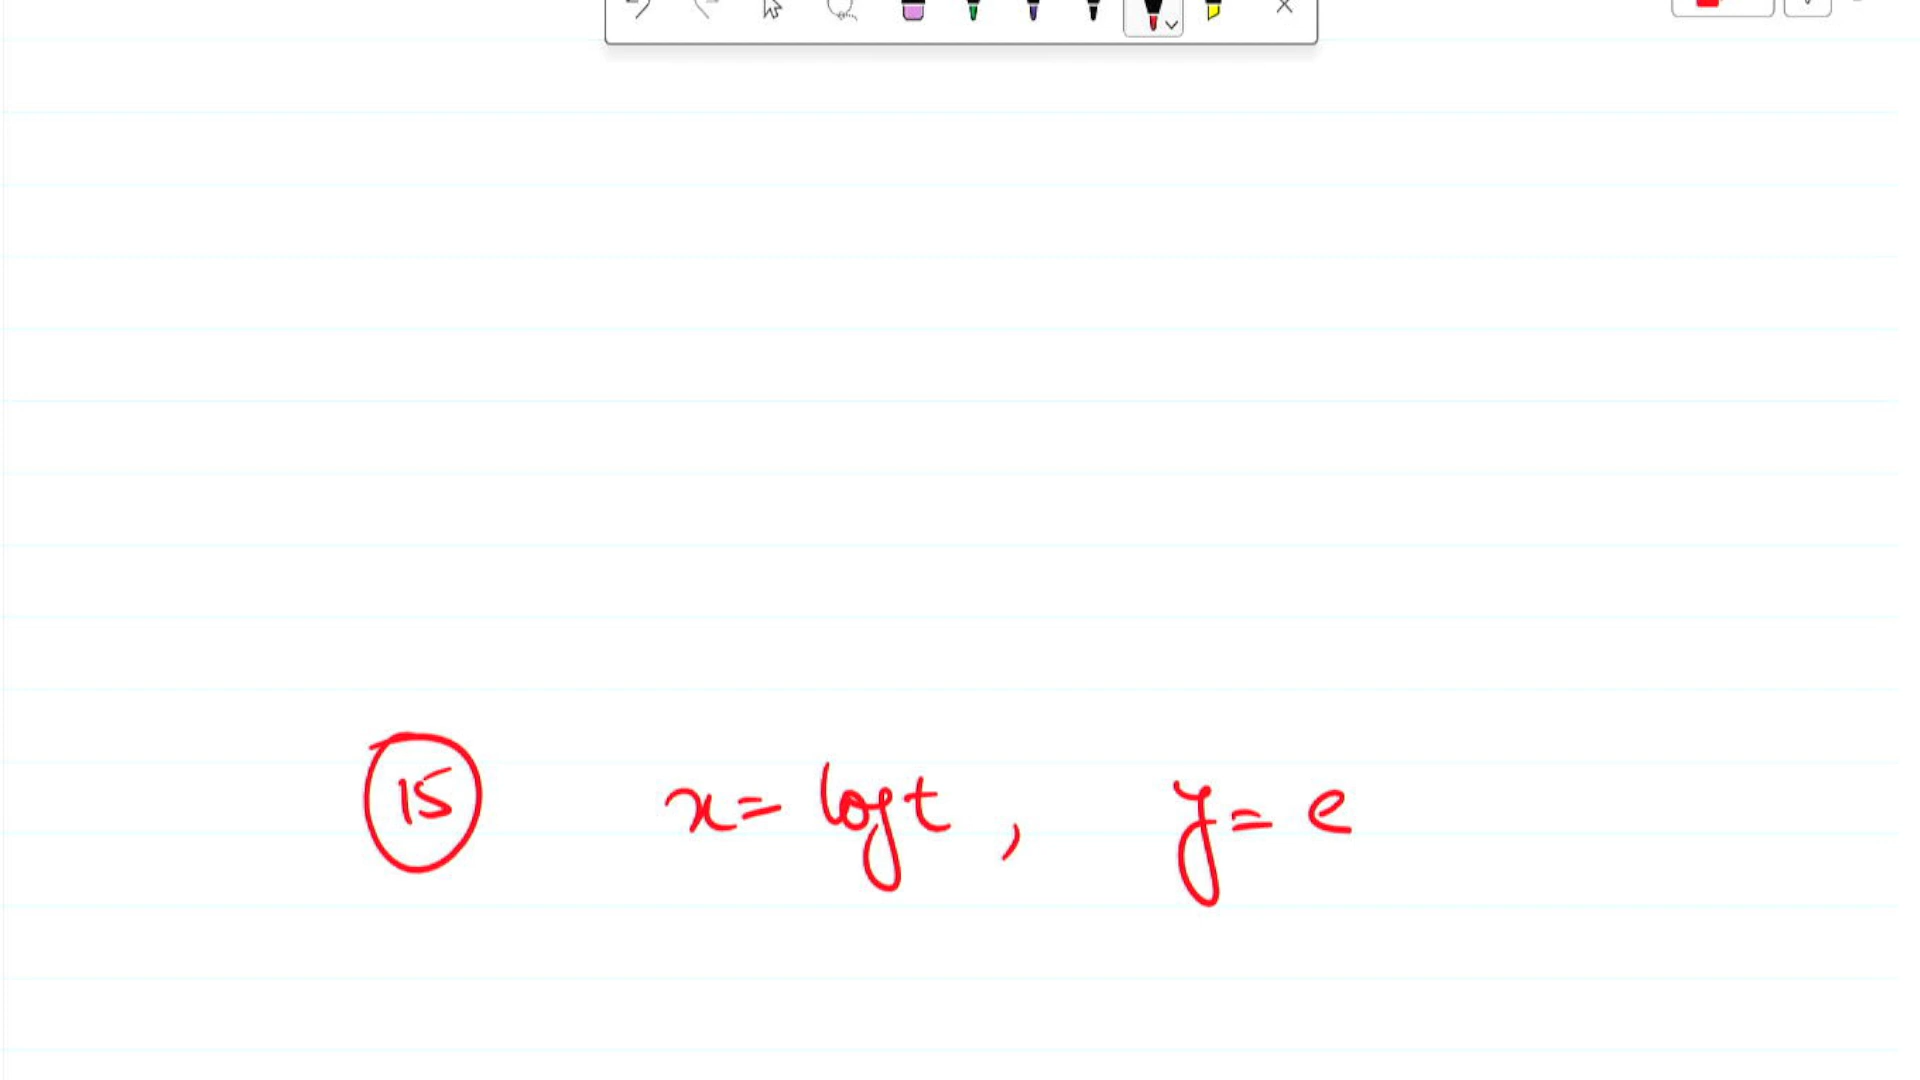 15 x = log t , y = e